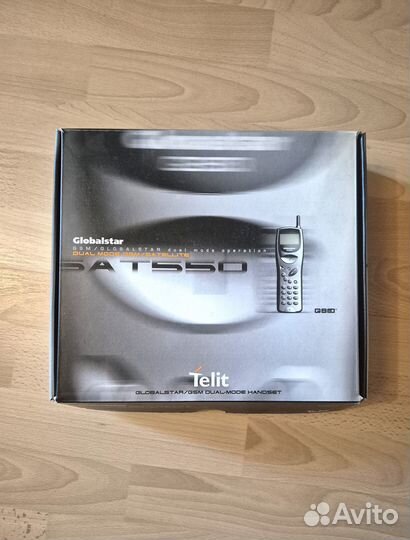 Globalstar
GSM/GLOBALSTAR dual mode operation
DUAL MODE GSM/SATELLITE
SAT550
Telit
GLOBALSTAR/GSM DUAL-MODE HANDSET
Avito